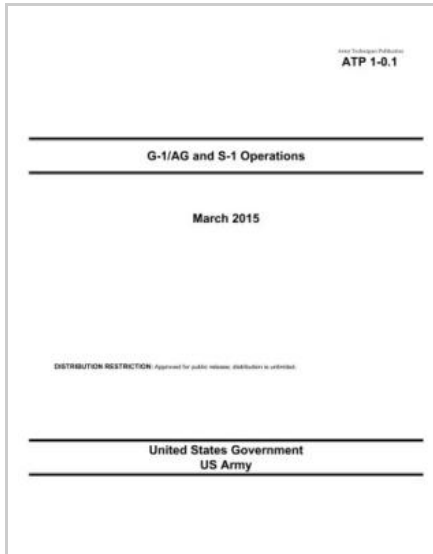 Army Techniques Publication
ATP 1-0.1
G-1/AG and S-1 Operations
March 2015
DISTRIBUTION RESTRICTION: Approved for public release; distribution is unlimited.
United States Government
US Army